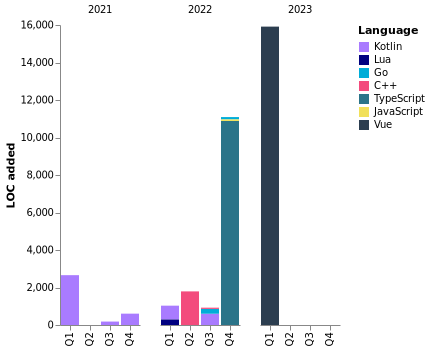 2021 2022 2023
LOC added
16,000
14,000
12,000
10,000
8,000
6,000
4,000
2,000
0
Q1 Q2 Q3 Q4 Q1 Q2 Q3 Q4 Q1 Q2 Q3 Q4
Language
Kotlin
Lua
Go
C++
TypeScript
JavaScript
Vue